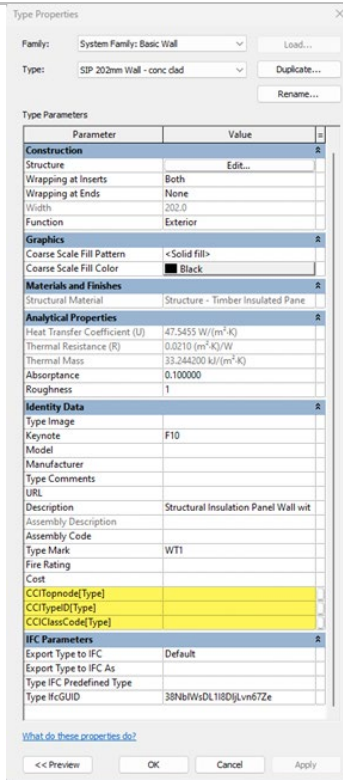 Type Properties
Family: System Family: Basic Wall Load...
Type: SIP 202mm Wall - conc clad Duplicate...
Rename...
Type Parameters
Parameter Value =
Construction
Structure Edit...
Wrapping at Inserts Both
Wrapping at Ends None
Width 202.0
Function Exterior
Graphics
Coarse Scale Fill Pattern <Solid fill>
Coarse Scale Fill Color Black
Materials and Finishes
Structural Material Structure - Timber Insulated Pane
Analytical Properties
Heat Transfer Coefficient (U) 47.5455 W/(m²·K)
Thermal Resistance (R) 0.0210 (m²·K)/W
Thermal Mass 33.244200 kJ/(m²·K)
Absorptance 0.100000
Roughness 1
Identity Data
Type Image
Keynote F10
Model
Manufacturer
Type Comments
URL
Description Structural Insulation Panel Wall wit
Assembly Description
Assembly Code
Type Mark WT1
Fire Rating
Cost
CCITopnode[Type]
CCITypeID[Type]
CCIClassCode[Type]
IFC Parameters
Export Type to IFC Default
Export Type to IFC As
Type IFC Predefined Type
Type IfcGUID 38NbIWsDL1I8DIjLvn67Ze
What do these properties do?
<< Preview OK Cancel Apply